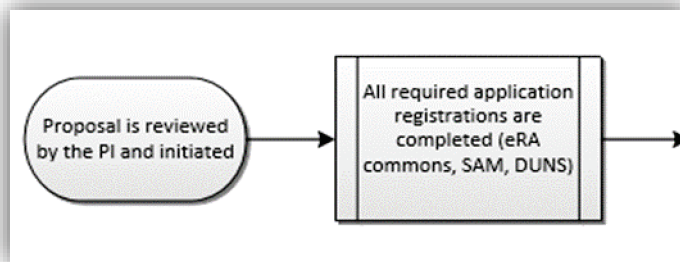 Proposal is reviewed
by the PI and initiated
All required application
registrations are
completed (eRA
commons, SAM, DUNS)